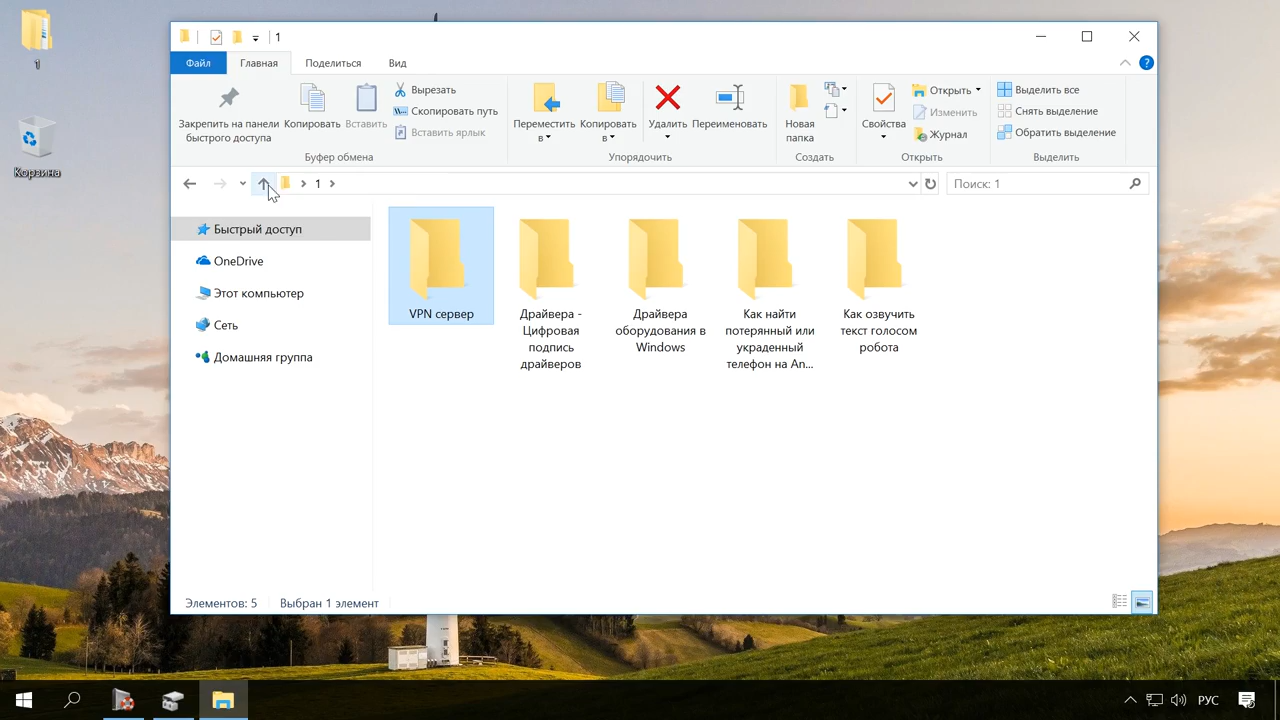 1
Корзина
1
Файл
Главная
Поделиться
Вид
Закрепить на панели
быстрого доступа
Копировать
Вставить
Вырезать
Скопировать путь
Вставить ярлык
Буфер обмена
Переместить
в
Копировать
в
Удалить
Переименовать
Упорядочить
Новая
папка
Создать
Свойства
Открыть
Изменить
Журнал
Открыть
Выделить все
Снять выделение
Обратить выделение
Выделить
1
Поиск: 1
Быстрый доступ
OneDrive
Этот компьютер
Сеть
Домашняя группа
VPN сервер
Драйвера -
Цифровая
подпись
драйверов
Драйвера
оборудования в
Windows
Как найти
потерянный или
украденный
телефон на An...
Как озвучить
текст голосом
робота
Элементов: 5
Выбран 1 элемент
РУС